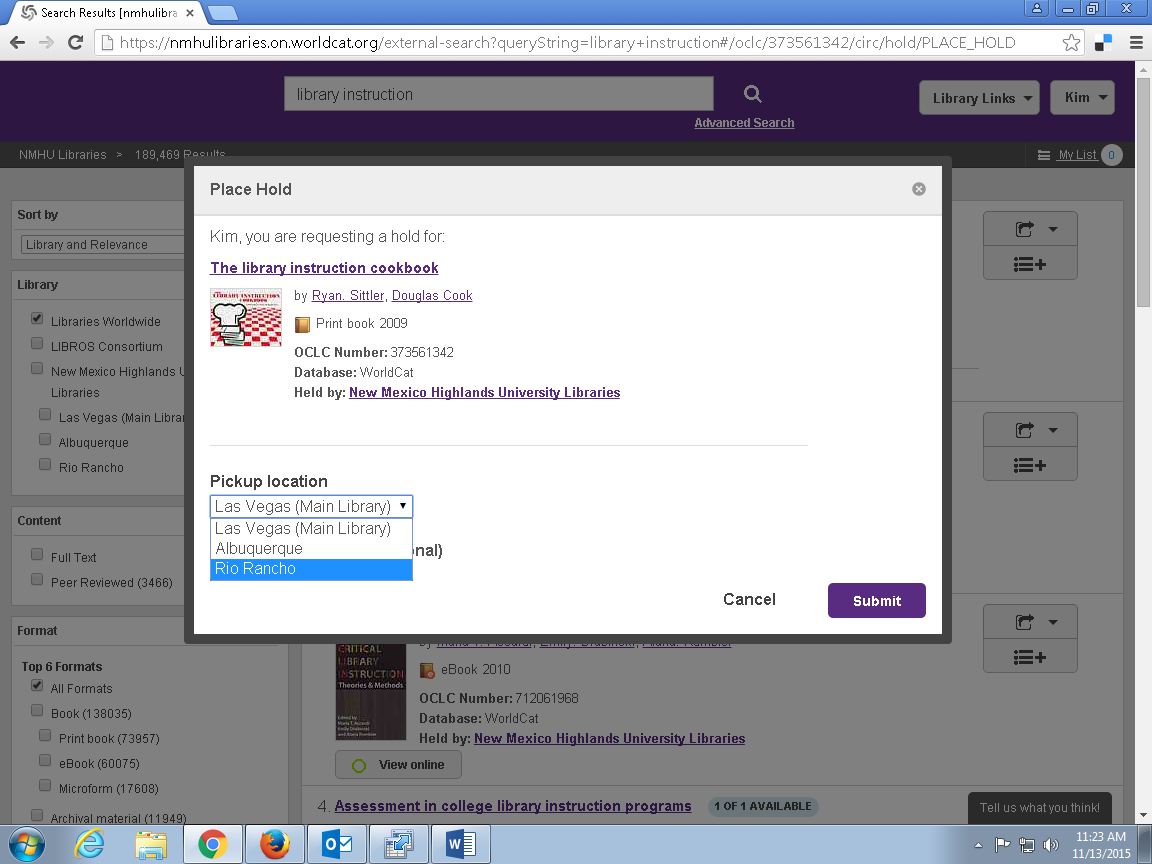 Search Results [nmhulibra
https://nmhulibraries.on.worldcat.org/external-search?queryString=library+instruction#/oclc/373561342/circ/hold/PLACE_HOLD
library instruction
Advanced Search
Library Links
Kim
NMHU Libraries > 189,469 Results
My List 0
Sort by
Library and Relevance
Library
Libraries Worldwide
LIBROS Consortium
New Mexico Highlands U
Libraries
Las Vegas (Main Librar
Albuquerque
Rio Rancho
Content
Full Text
Peer Reviewed (3466)
Format
Top 6 Formats
All Formats
Book (138035)
Print book (73957)
eBook (60075)
Microform (17608)
Archival material (11949)
Place Hold
Kim, you are requesting a hold for:
The library instruction cookbook
LIBRARY INSTRUCTION
COOKBOOK
by Ryan. Sittler, Douglas Cook
Print book 2009
OCLC Number: 373561342
Database: WorldCat
Held by: New Mexico Highlands University Libraries
Pickup location
Las Vegas (Main Library)
Las Vegas (Main Library)
Albuquerque
Rio Rancho
onal)
Cancel
Submit
CRITICAL
LIBRARY
INSTRUCTION
Theories & Methods
eBook 2010
OCLC Number: 712061968
Database: WorldCat
Held by: New Mexico Highlands University Libraries
View online
4. Assessment in college library instruction programs
1 OF 1 AVAILABLE
Tell us what you think!
11:23 AM
11/13/2015